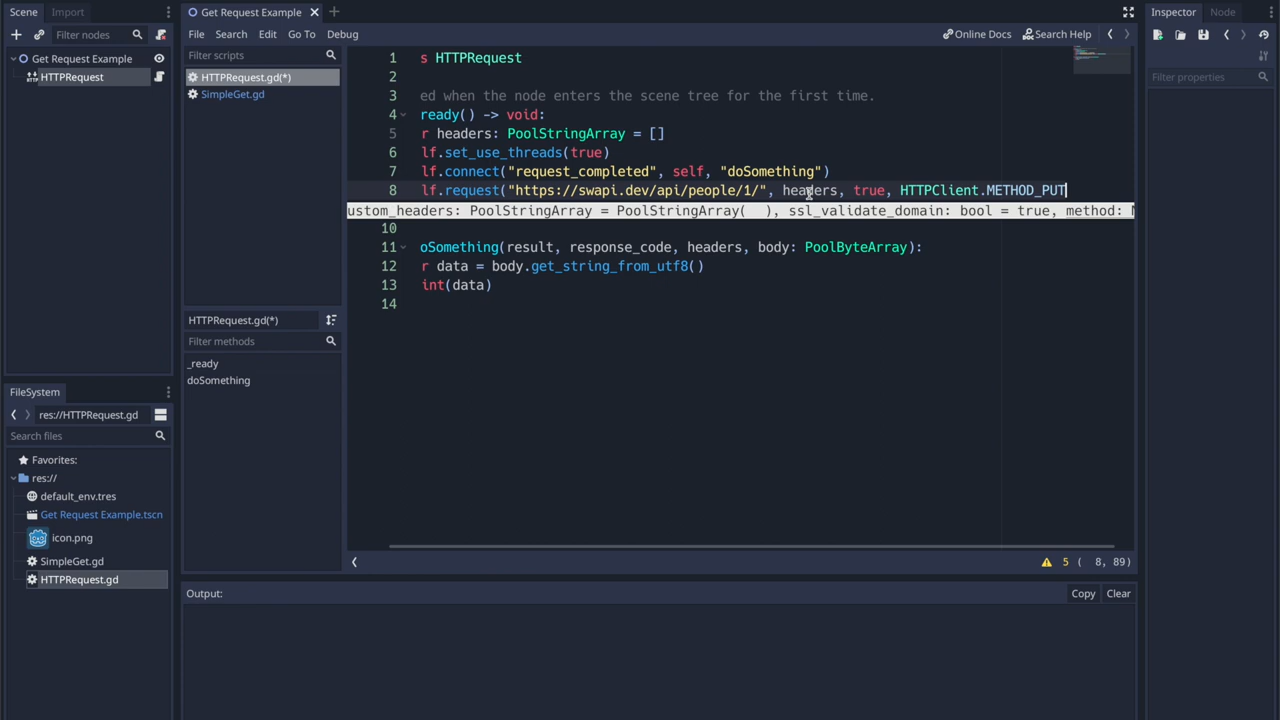 Scene
Import
Get Request Example
Inspector
Node
Filter nodes
File
Search
Edit
Go To
Debug
Online Docs
Search Help
Get Request Example
HTTPRequest
Filter scripts
HTTPRequest.gd(*)
SimpleGet.gd
Filter properties
1 s HTTPRequest
2
3 ed when the node enters the scene tree for the first time.
4 ready() -> void:
5 r headers: PoolStringArray = []
6 lf.set_use_threads(true)
7 lf.connect("request_completed", self, "doSomething")
8 lf.request("https://swapi.dev/api/people/1/", headers, true, HTTPClient.METHOD_PUT
ustom_headers: PoolStringArray = PoolStringArray( ), ssl_validate_domain: bool = true, method:
10
11 oSomething(result, response_code, headers, body: PoolByteArray):
12 r data = body.get_string_from_utf8()
13 int(data)
14
HTTPRequest.gd(*)
Filter methods
_ready
doSomething
FileSystem
res://HTTPRequest.gd
Search files
Favorites:
res://
default_env.tres
Get Request Example.tscn
icon.png
SimpleGet.gd
HTTPRequest.gd
5 ( 8, 89)
Output:
Copy
Clear